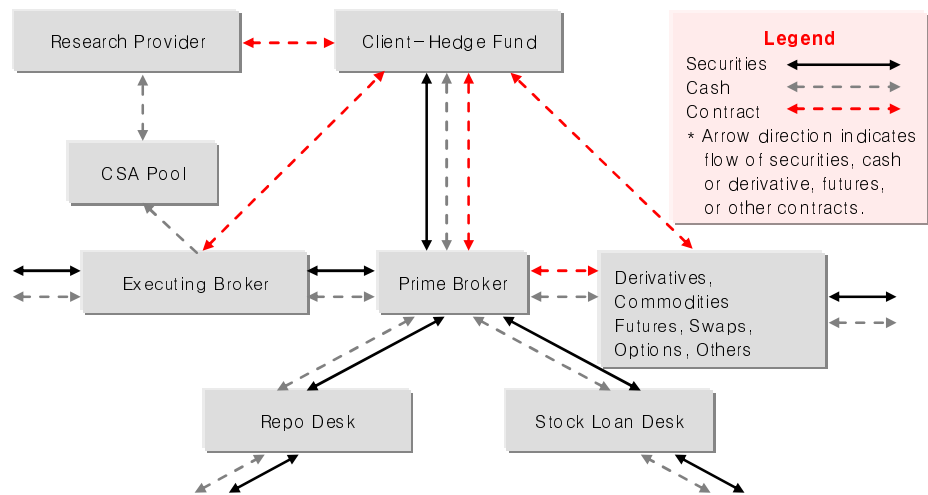 Research Provider
Client-Hedge Fund
Legend
Securities
Cash
Contract
* Arrow direction indicates
flow of securities, cash
or derivative, futures,
or other contracts.
CSA Pool
Executing Broker
Prime Broker
Derivatives,
Commodities
Futures, Swaps,
Options, Others
Repo Desk
Stock Loan Desk